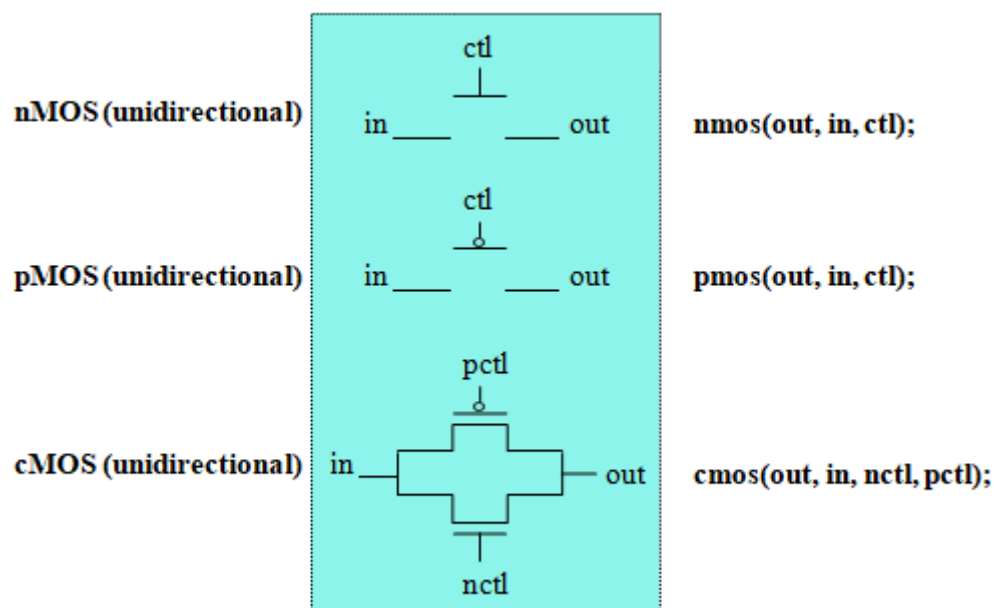 ctl
nMOS (unidirectional)
in
out
nmos(out, in, ctl);
ctl
pMOS (unidirectional)
in
out
pmos(out, in, ctl);
pctl
cMOS (unidirectional)
in
out
cmos(out, in, nctl, pctl);
nctl